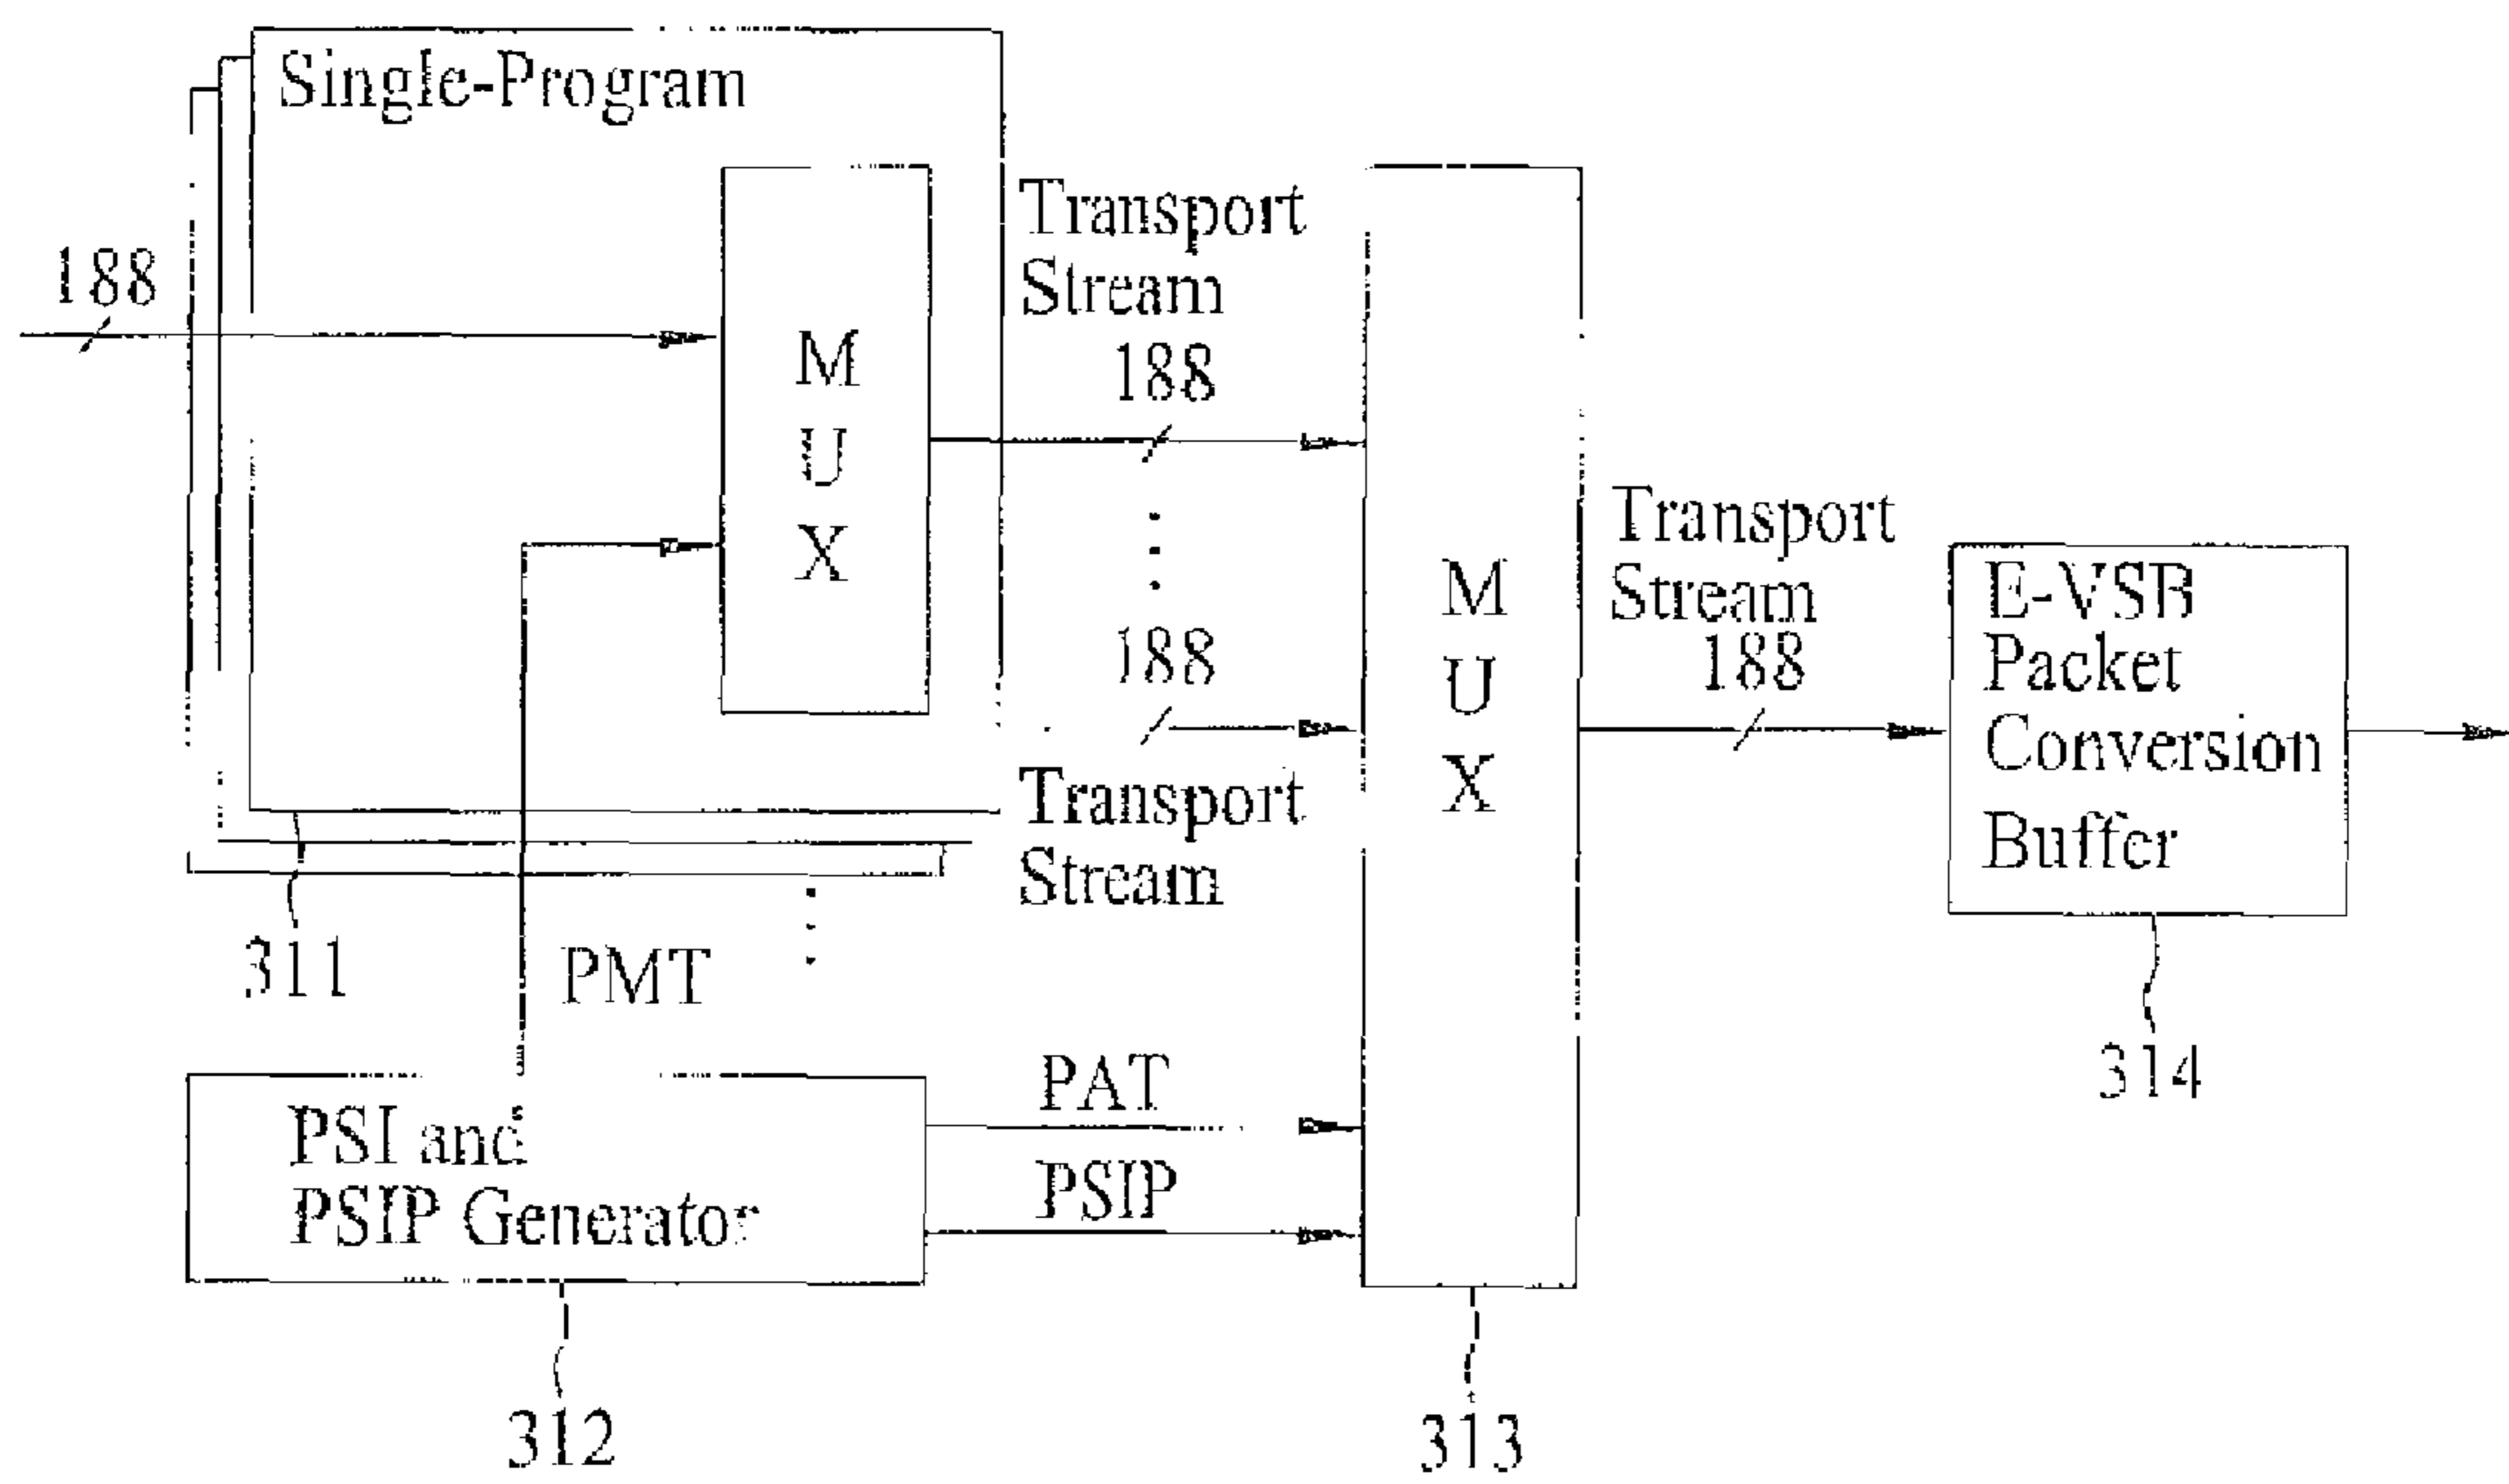 Single-Program
188
M
U
X
Transport
Stream
188
188
Transport
Stream
M
U
X
Transport
Stream
188
E-VSB
Packet
Conversion
Buffer
311
PMT
314
PSI and
PSIP Generator
PAT
PSIP
312
313